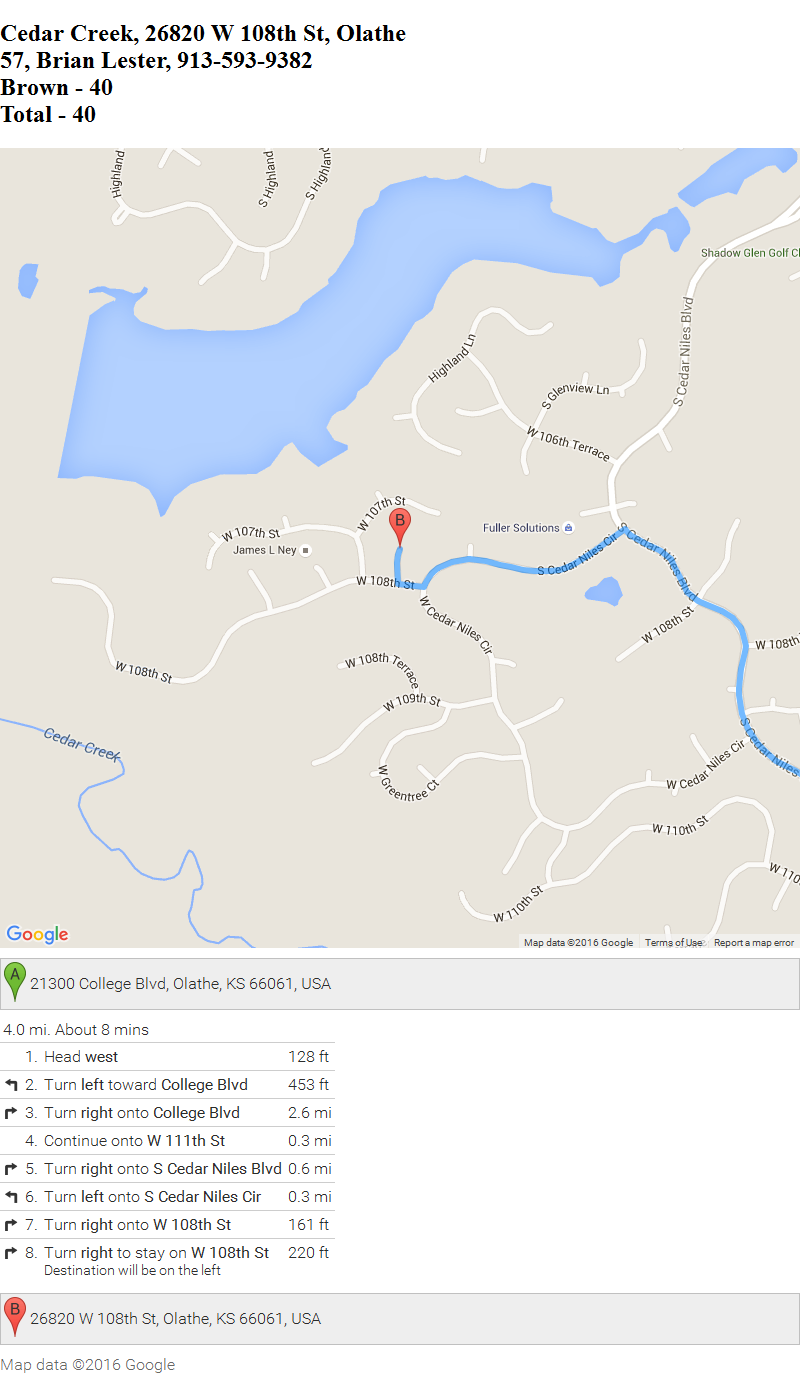 Cedar Creek, 26820 W 108th St, Olathe
57, Brian Lester, 913-593-9382
Brown - 40
Total - 40
Highland
S Highland
S Highlan
Shadow Glen Golf Cl
S Cedar Niles Blvd
Highland Ln
S Glenview Ln
W 106th Terrace
W 107th St
B
W 107th St
Fuller Solutions
James L Ney
S Cedar Niles Cir
S Cedar Niles Blvd
W 108th St
W Cedar Niles Cir
W 108th St
W 108th
W 108th Terrace
W 108th St
W 109th St
Cedar Creek
S Cedar Niles
W Greentree Ct
W Cedar Niles Cir
W 110th St
W 110
W 110th St
Google
Map data ©2016 Google Terms of Use Report a map error
A 21300 College Blvd, Olathe, KS 66061, USA
4.0 mi. About 8 mins
1. Head west 128 ft
2. Turn left toward College Blvd 453 ft
3. Turn right onto College Blvd 2.6 mi
4. Continue onto W 111th St 0.3 mi
5. Turn right onto S Cedar Niles Blvd 0.6 mi
6. Turn left onto S Cedar Niles Cir 0.3 mi
7. Turn right onto W 108th St 161 ft
8. Turn right to stay on W 108th St 220 ft
Destination will be on the left
B 26820 W 108th St, Olathe, KS 66061, USA
Map data ©2016 Google